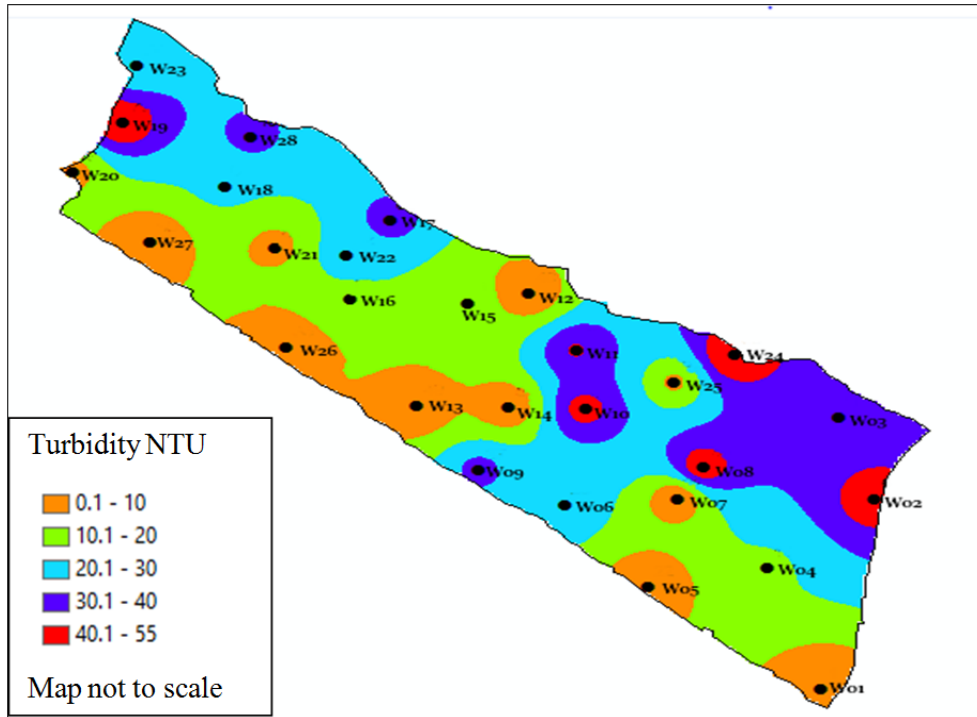 W23
W19
W28
W20
W18
W17
W27
W21
W22
W12
W16
W15
W26
W11
W24
W25
W13
W14
W10
W03
W09
W08
W06
W07
W02
W04
W05
W01
Turbidity NTU
0.1 - 10
10.1 - 20
20.1 - 30
30.1 - 40
40.1 - 55
Map not to scale